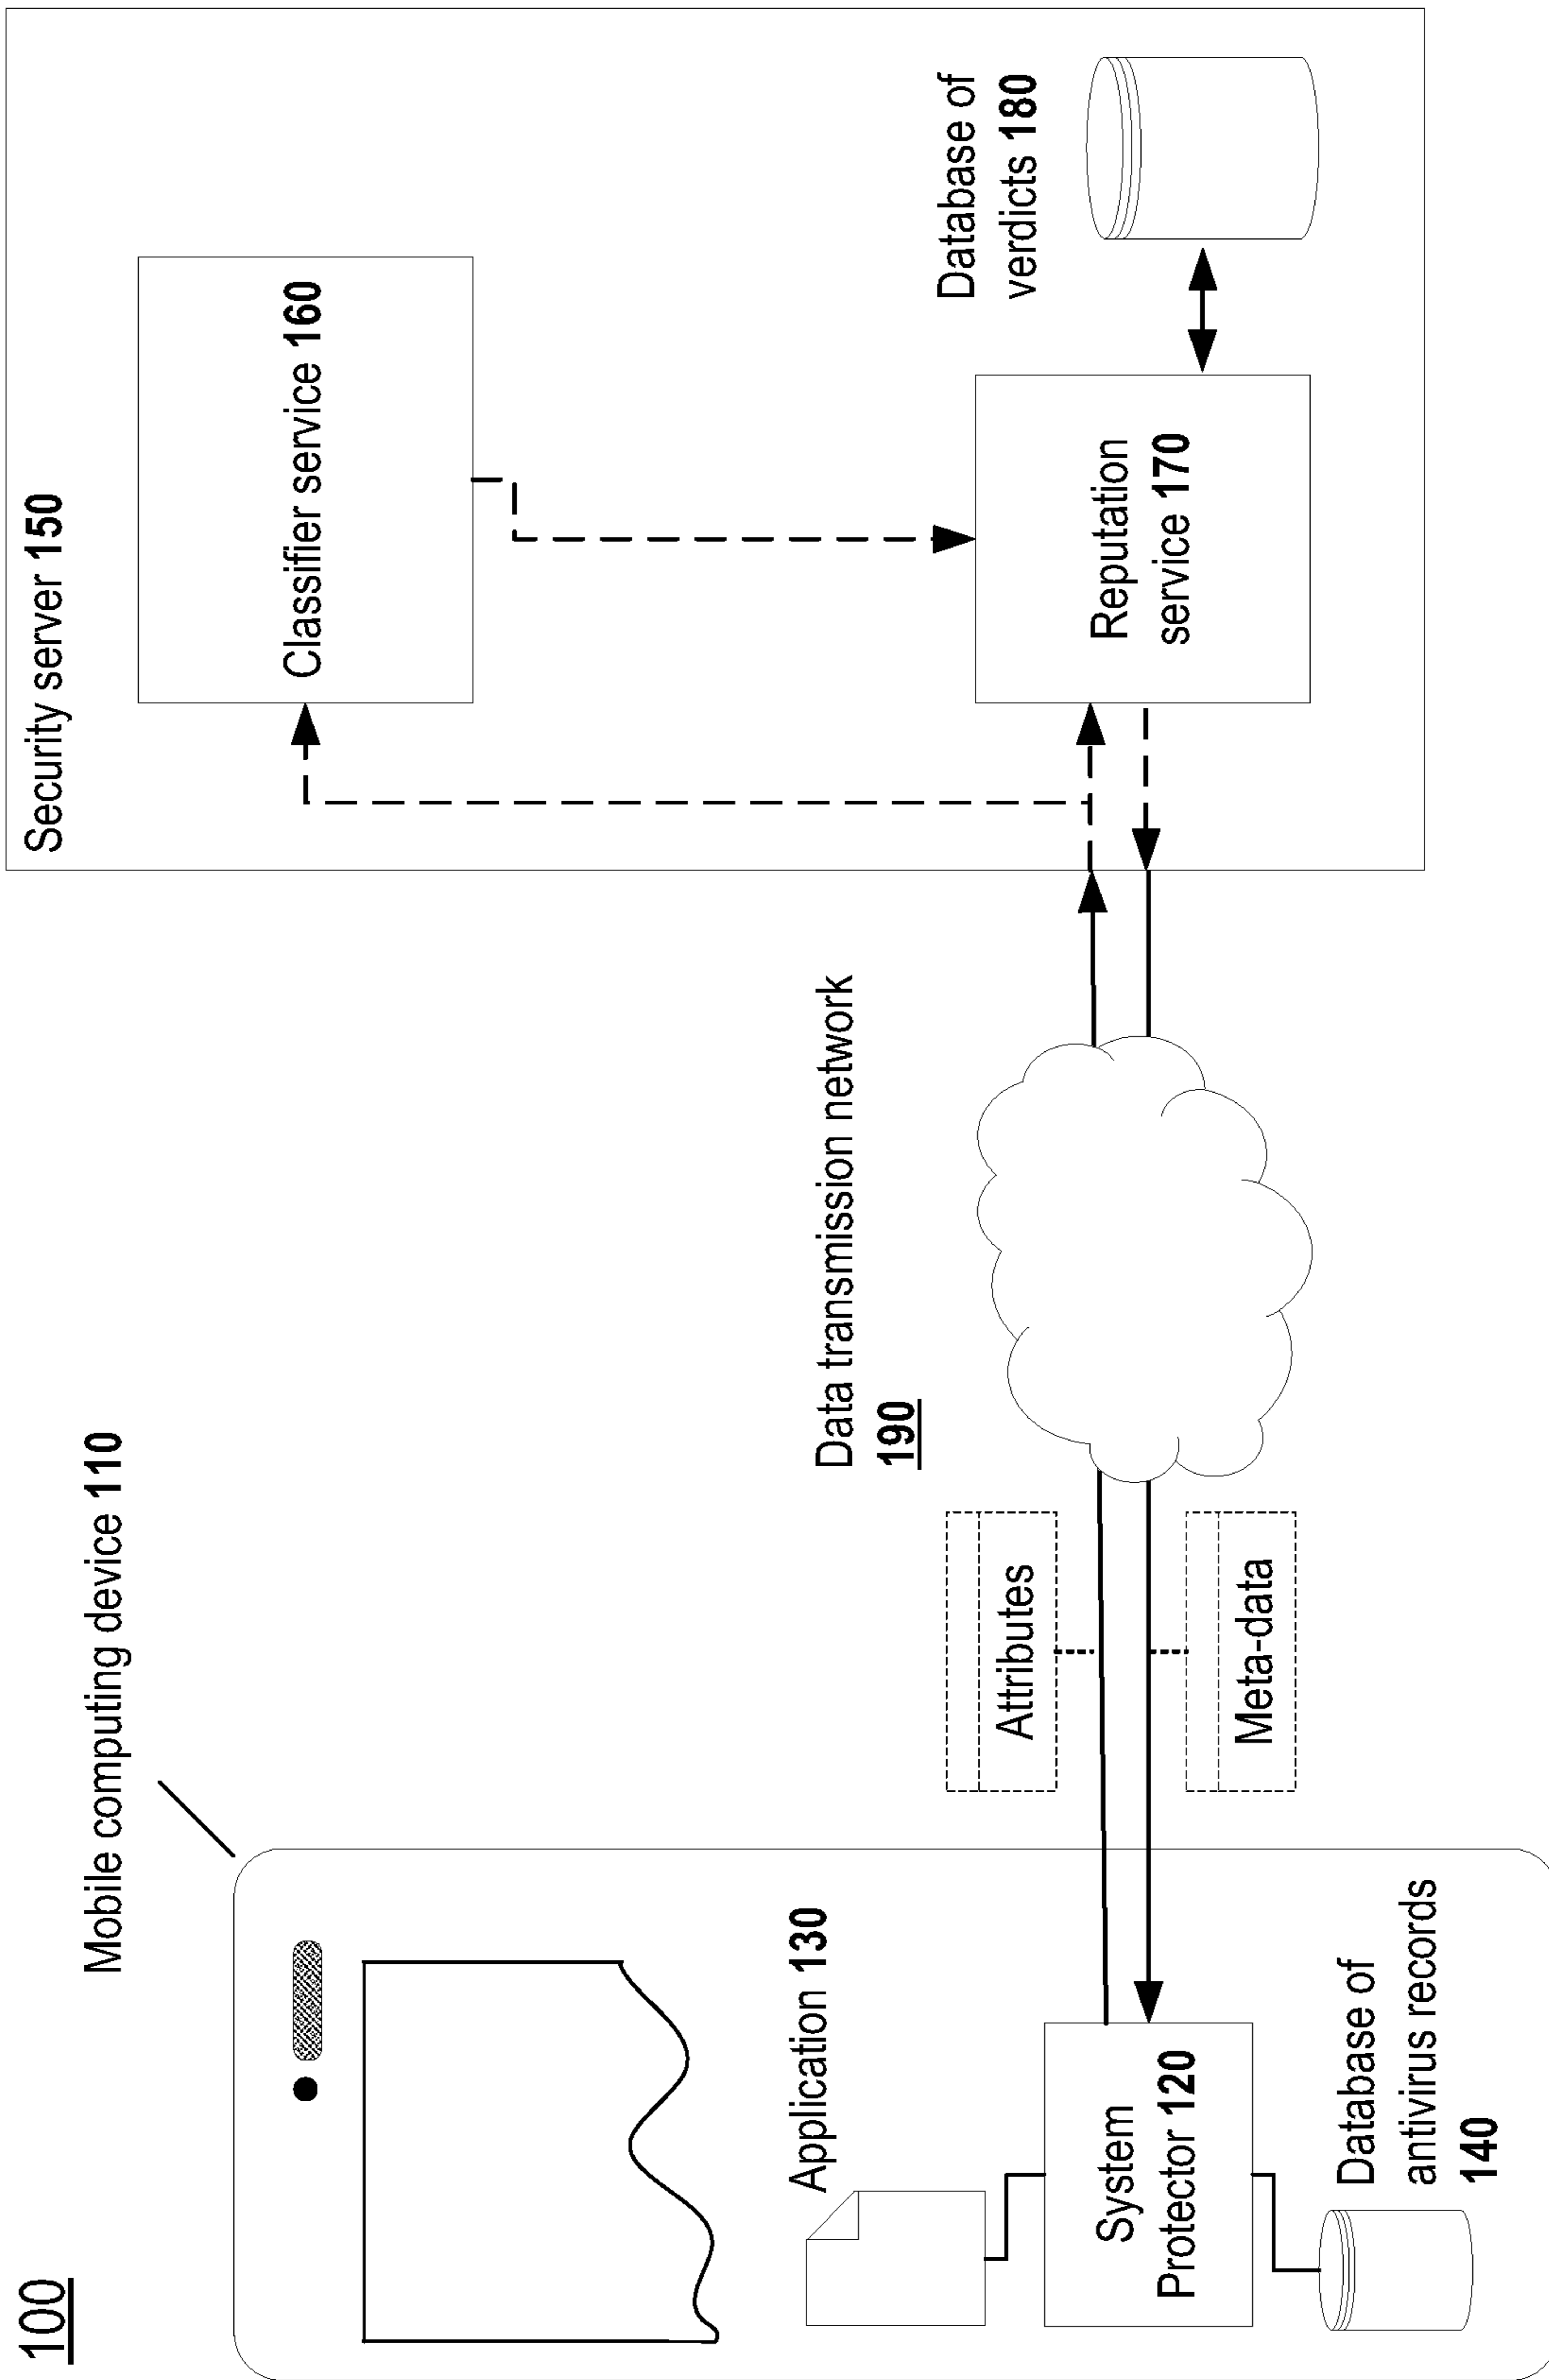 100
Mobile computing device 110
Application 130
System
Protector 120
Database of
antivirus records
140
Attributes
Meta-data
Data transmission network
190
Security server 150
Classifier service 160
Reputation
service 170
Database of
verdicts 180